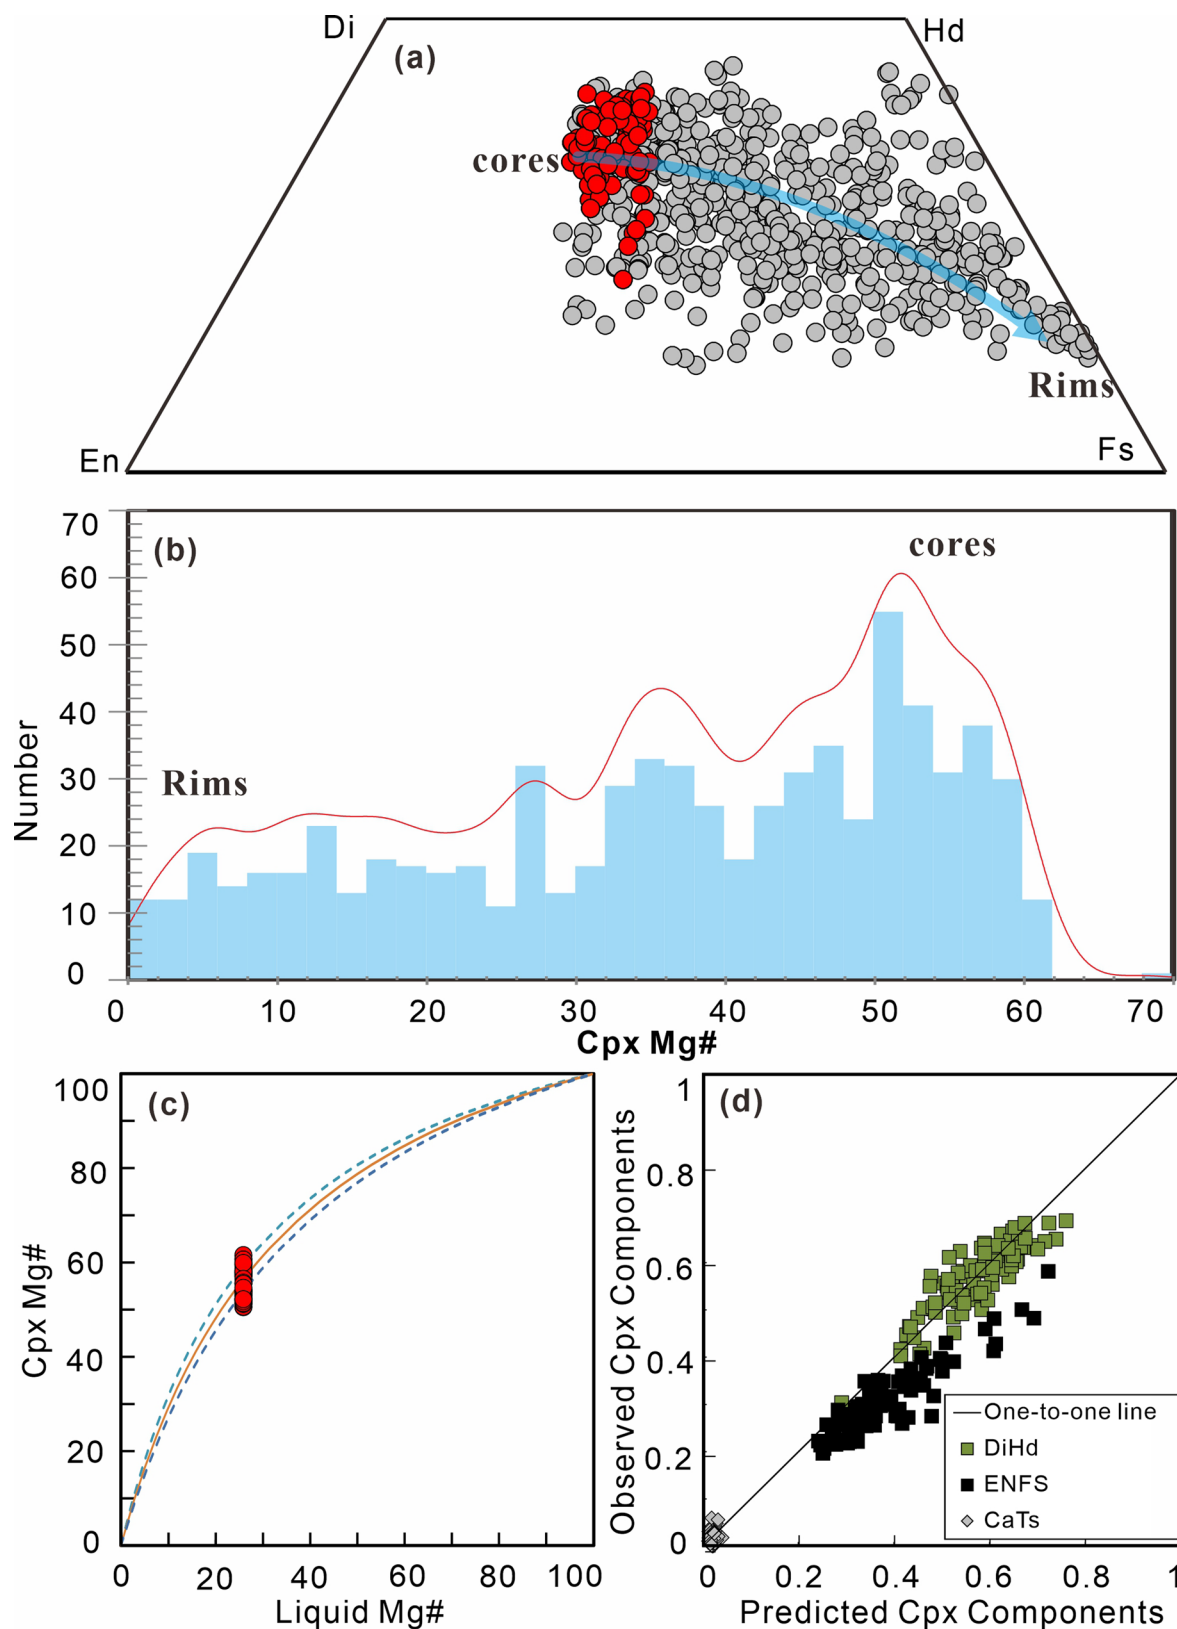 Di
Hd
(a)
cores
Rims
En
Fs
70
(b)
cores
60
50
40
Number
30
Rims
20
10
0
0 10 20 30 40 50 60 70
Cpx Mg#
100
(c)
80
Cpx Mg#
60
40
20
0
0 20 40 60 80 100
Liquid Mg#
1
(d)
Observed Cpx Components
0.8
0.6
0.4
One-to-one line
DiHd
0.2
ENFS
CaTs
0
0 0.2 0.4 0.6 0.8 1
Predicted Cpx Components